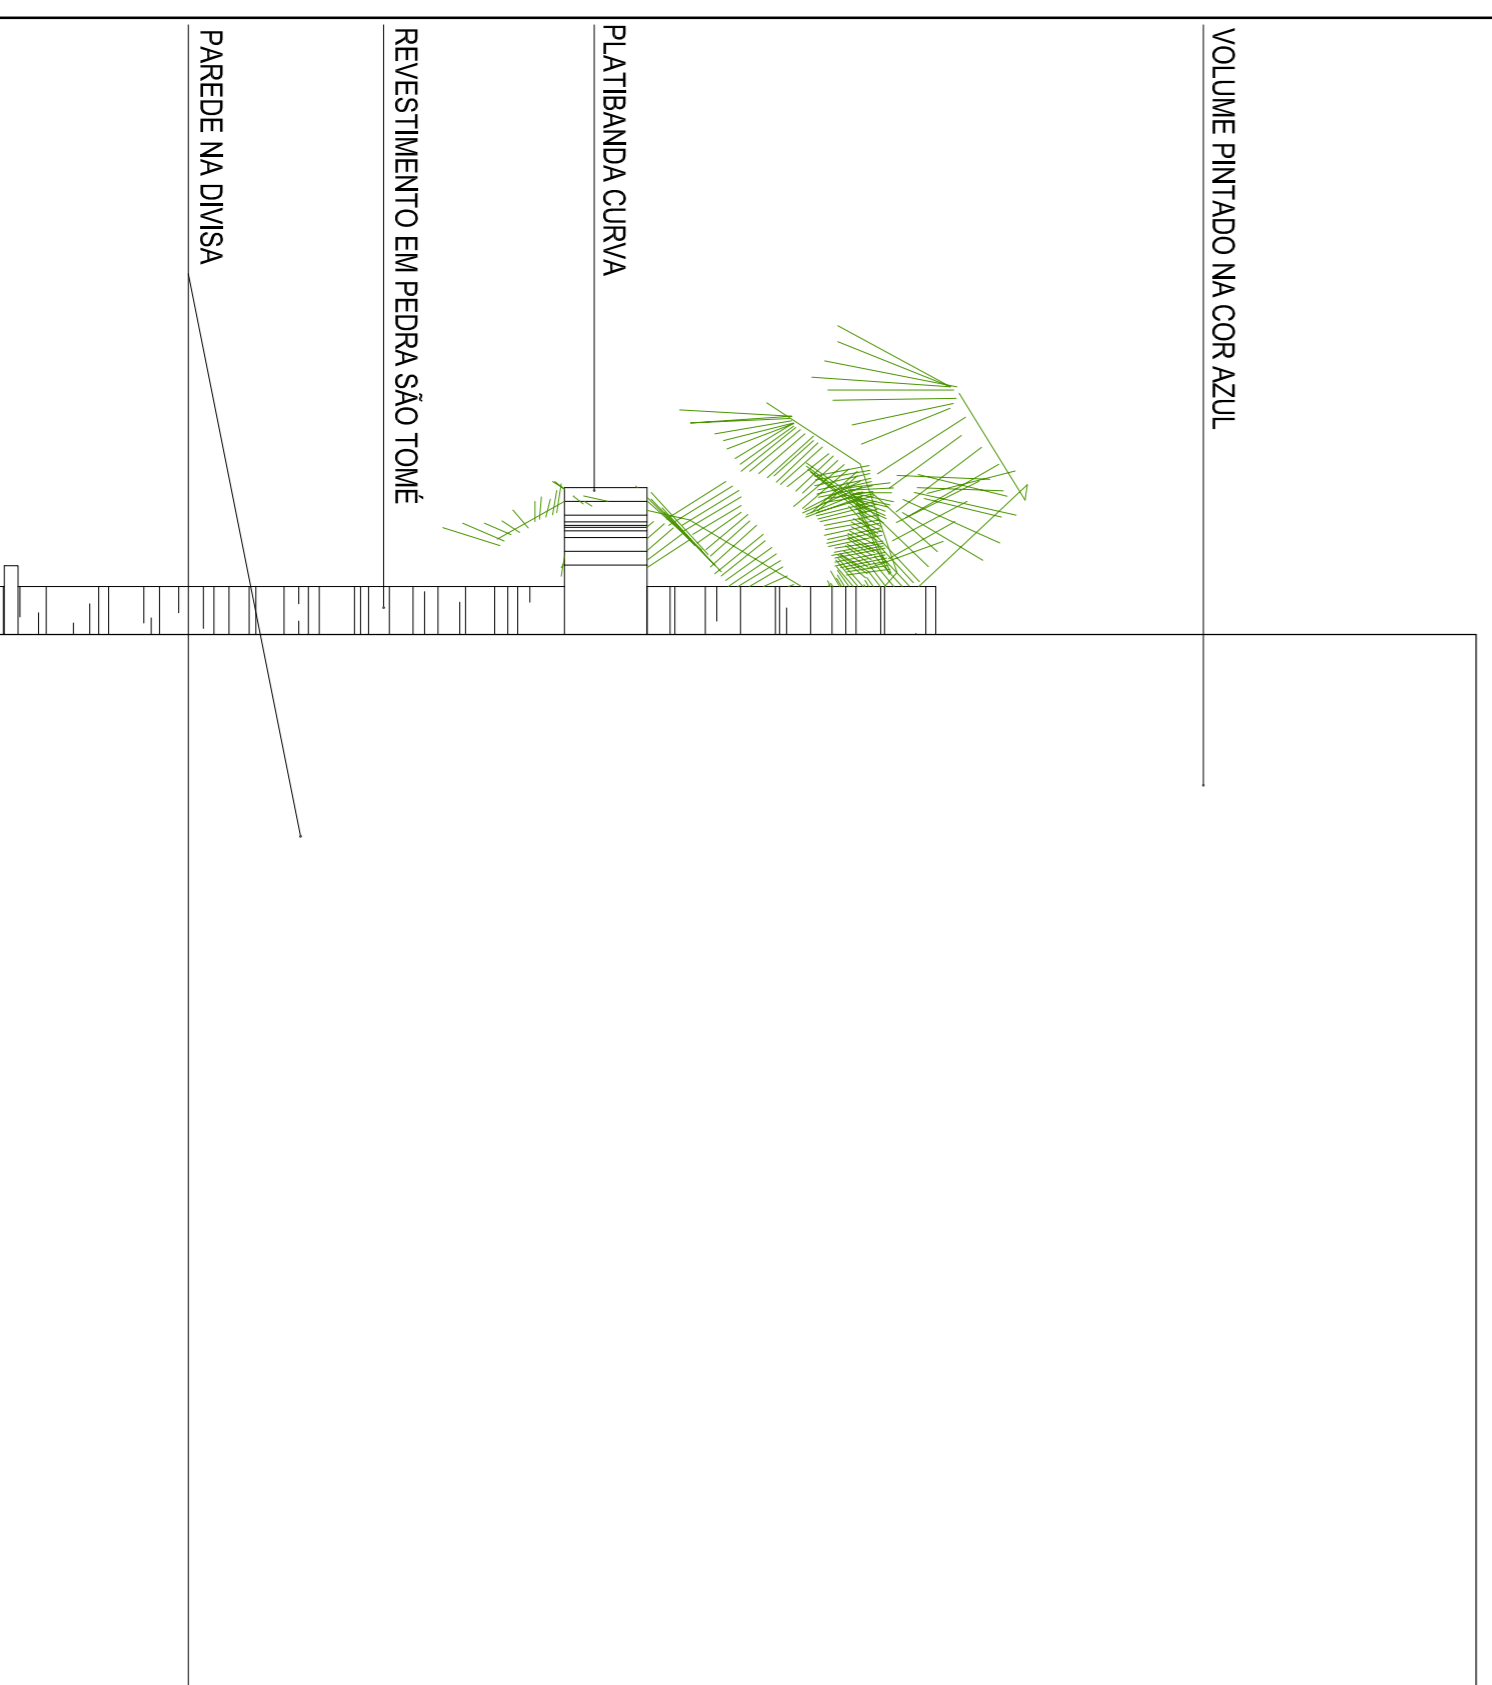 VOLUME PINTADO NA COR AZUL
PLATIBANDA CURVA
REVESTIMENTO EM PEDRA SÃO TOMÉ
PAREDE NA DIVISA